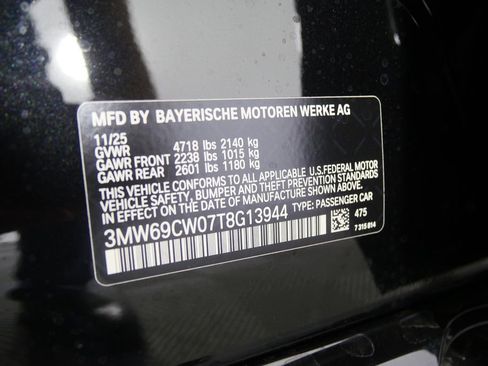 MFD BY BAYERISCHE MOTOREN WERKE AG
11/25
GVWR 4718 lbs 2140 kg
GAWR FRONT 2238 lbs 1015 kg
GAWR REAR 2601 lbs 1180 kg
THIS VEHICLE CONFORMS TO ALL APPLICABLE U.S.FEDERAL MOTOR
VEHICLE SAFETY, BUMPER, AND THEFT PREVENTION STANDARDS IN
EFFECT ON THE DATE OF MANUFACTURE SHOWN ABOVE.
3MW69CW07T8G13944 TYPE: PASSENGER CAR
475
7 315 814